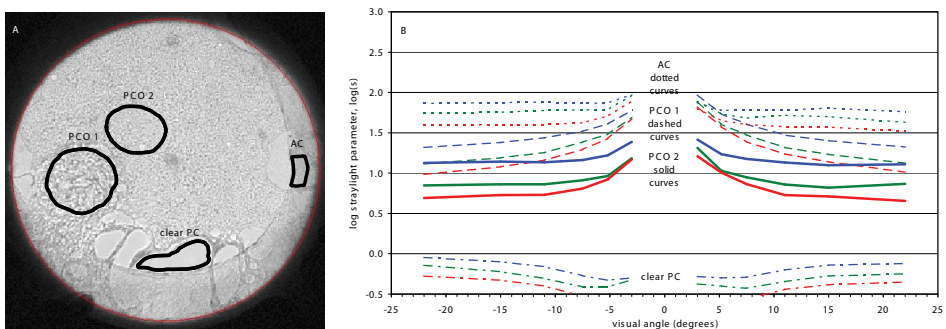 A
PCO 2
PCO 1
AC
clear PC
B
log straylight parameter, log(s)
3.0
2.5
2.0
1.5
1.0
0.5
0.0
-0.5
AC
dotted
curves
PCO 1
dashed
curves
PCO 2
solid
curves
clear PC
-25 -20 -15 -10 -5 0 5 10 15 20 25
visual angle (degrees)